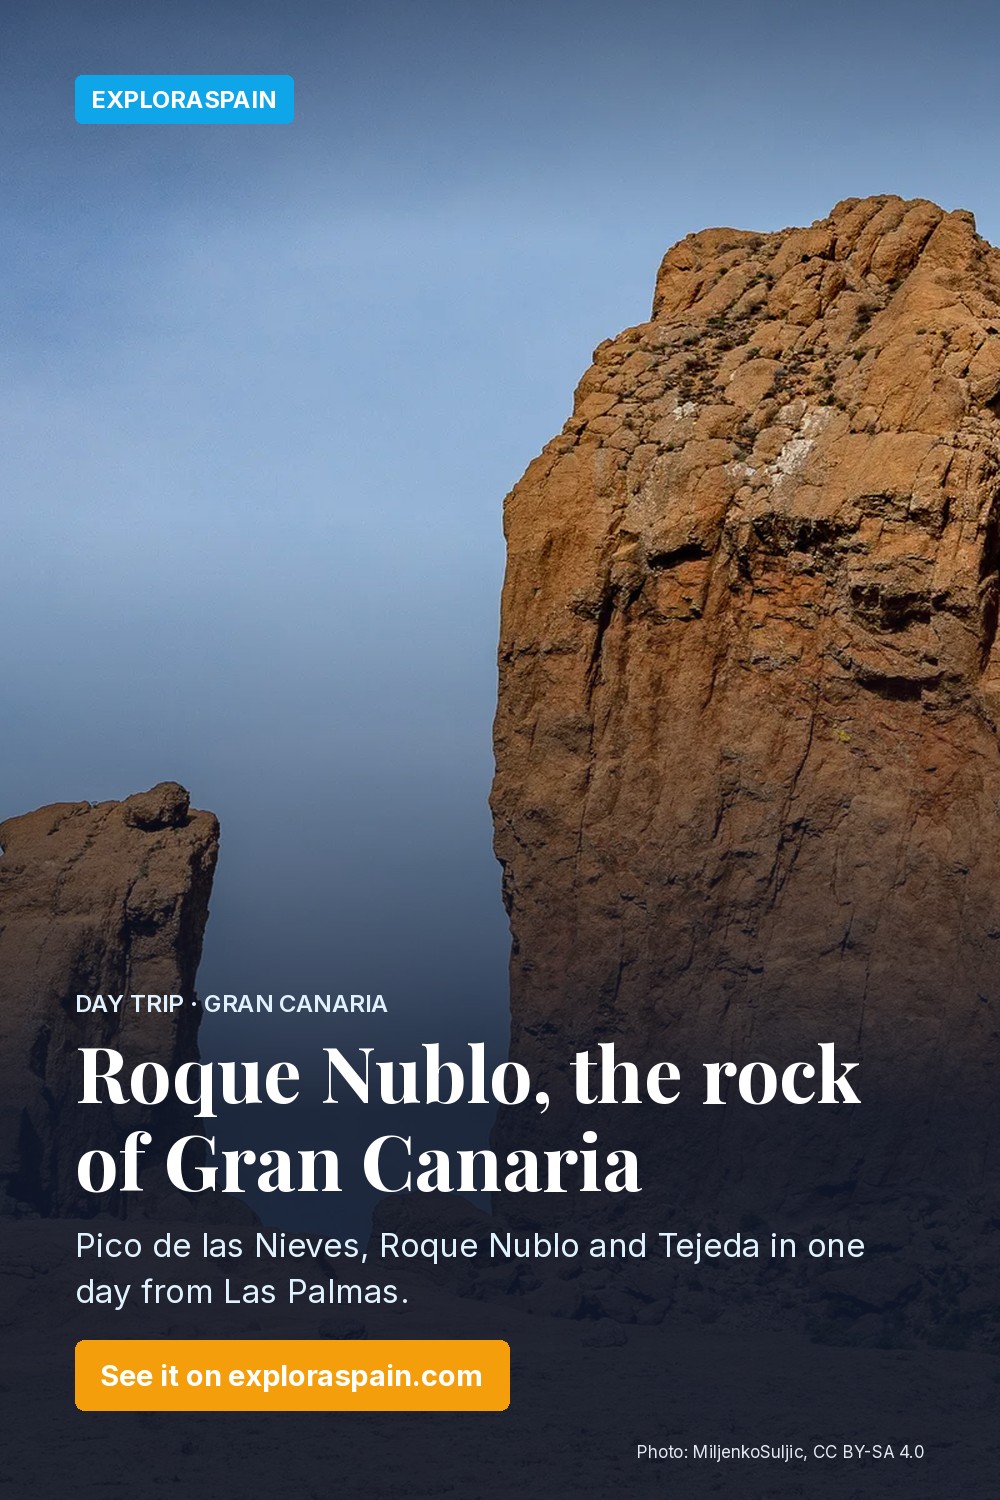 EXPLORASPAIN
DAY TRIP · GRAN CANARIA
Roque Nublo, the rock
of Gran Canaria
Pico de las Nieves, Roque Nublo and Tejeda in one
day from Las Palmas.
See it on exploraspain.com
Photo: MiljenkoSuljic, CC BY-SA 4.0